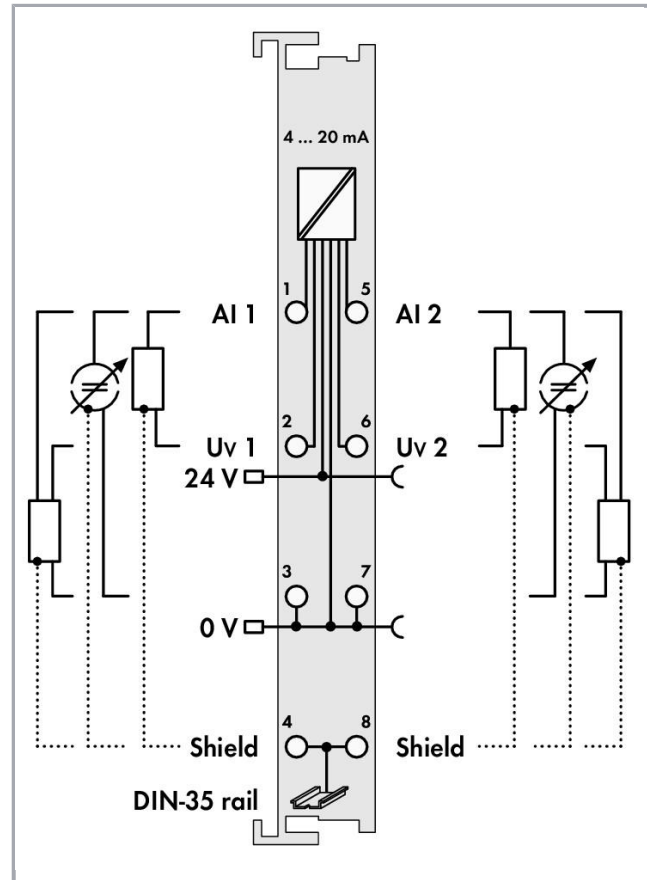 4 ... 20 mA
1 5
AI 1 AI 2
2 6
Uv 1 Uv 2
24 V
3 7
0 V
4 8
Shield Shield
DIN-35 rail